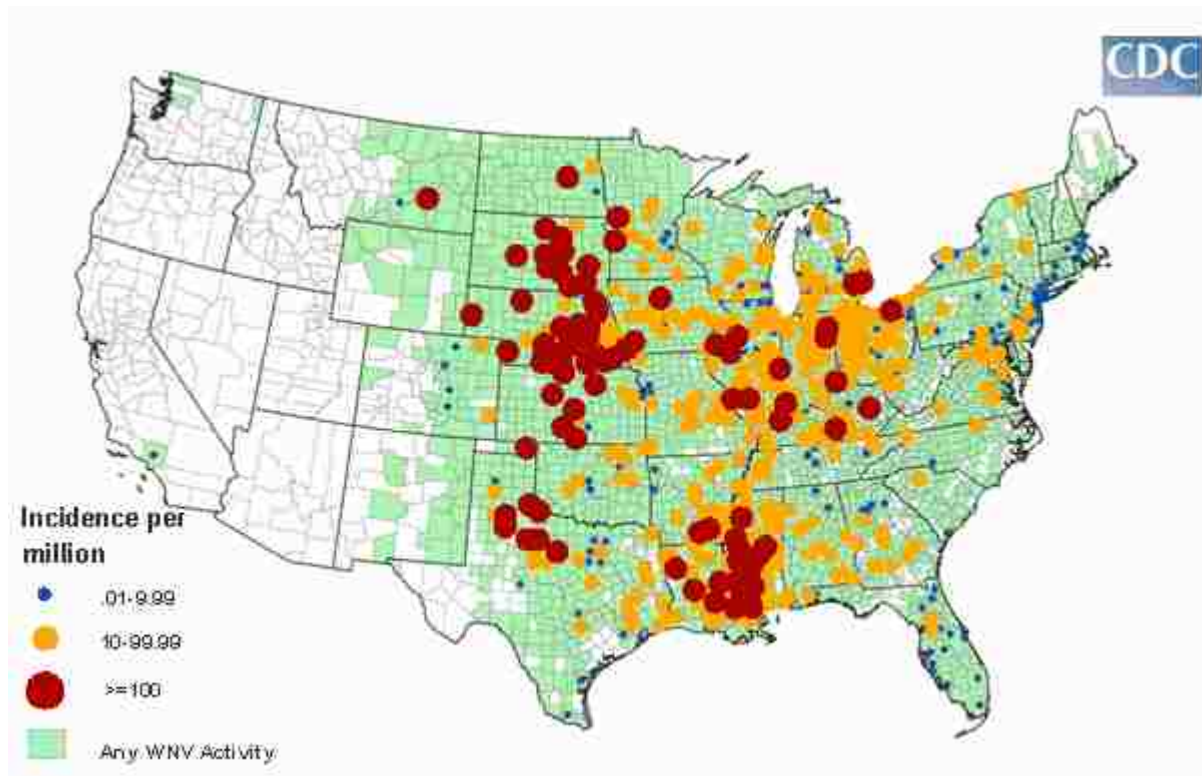 CDC
Incidence per
million
.01-9.99
10-99.99
>=100
Any WNV Activity